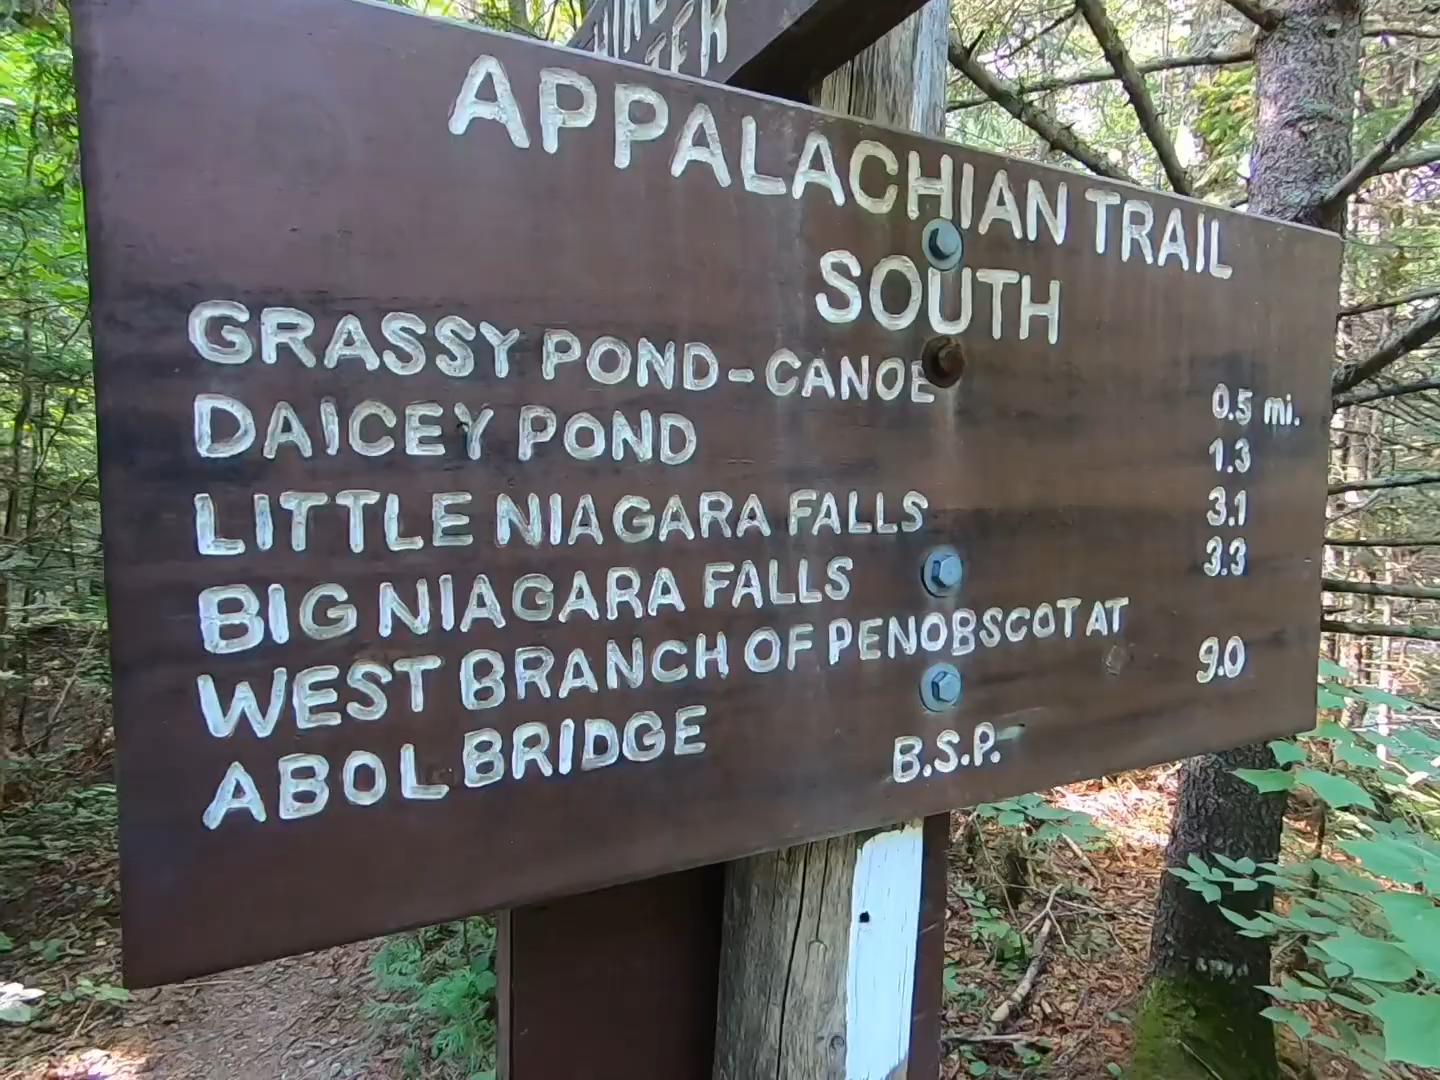 APPALACHIAN TRAIL
SOUTH
GRASSY POND-CANOE 0.5 mi.
DAICEY POND 1.3
LITTLE NIAGARA FALLS 3.1
BIG NIAGARA FALLS 3.3
WEST BRANCH OF PENOBSCOT AT
ABOL BRIDGE 9.0
B.S.P.